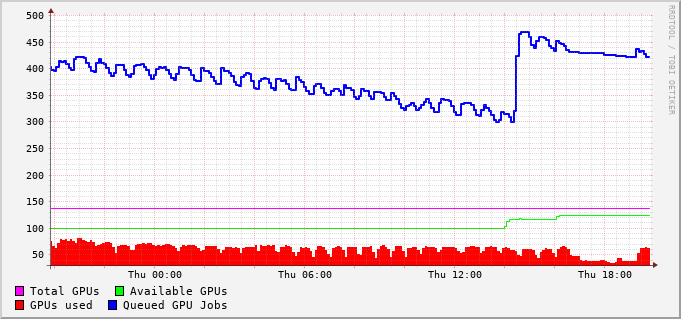 500
450
400
350
300
250
200
150
100
50
Thu 00:00 Thu 06:00 Thu 12:00 Thu 18:00
Total GPUs Available GPUs
GPUs used Queued GPU Jobs
RRDTOOL / TOBI OETIKER